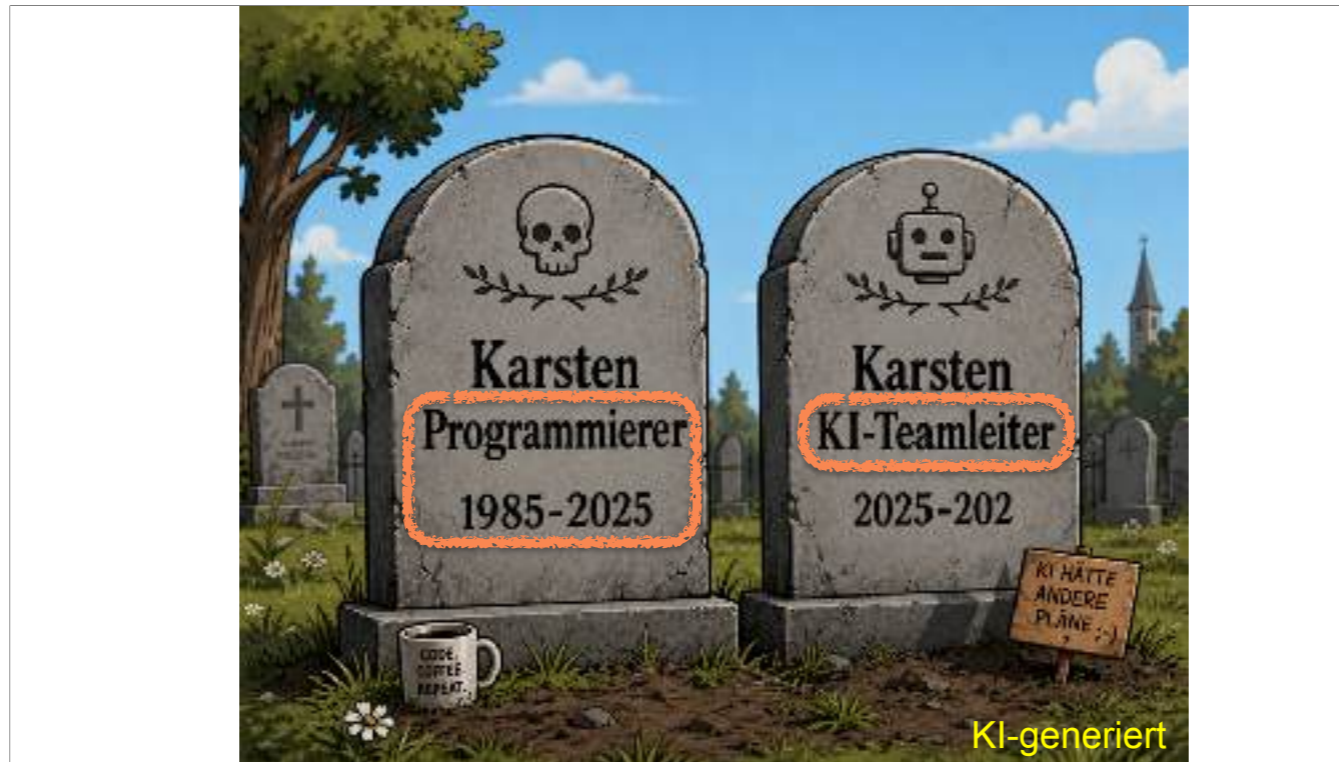 Karsten
Programmierer
1985-2025
Karsten
KI-Teamleiter
2025-202
CODE.
COFFEE
REPEAT.
KI HÄTTE
ANDERE
PLÄNE ;-)
?
KI-generiert